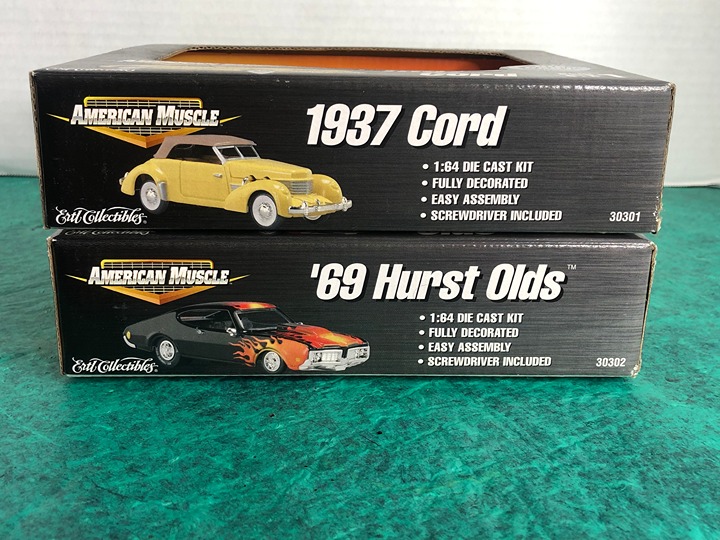 AMERICAN MUSCLE
1937 Cord
• 1:64 DIE CAST KIT
• FULLY DECORATED
• EASY ASSEMBLY
• SCREWDRIVER INCLUDED
Ertl Collectibles
30301
AMERICAN MUSCLE
'69 Hurst Olds™
• 1:64 DIE CAST KIT
• FULLY DECORATED
• EASY ASSEMBLY
• SCREWDRIVER INCLUDED
Ertl Collectibles
30302